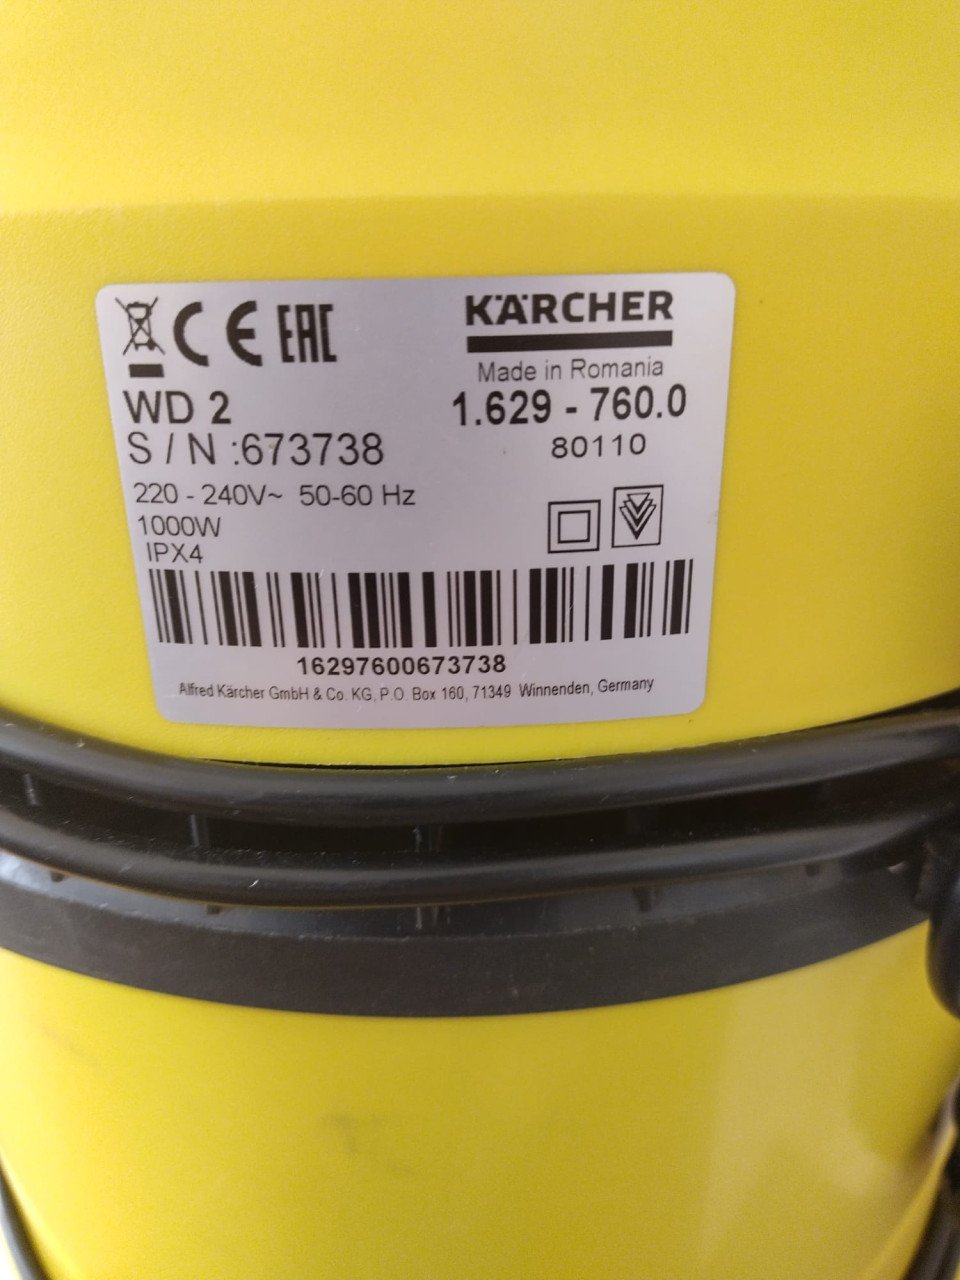 CE EAC
KÄRCHER
Made in Romania
WD 2
1.629 - 760.0
S / N :673738
80110
220 - 240V~ 50-60 Hz
1000W
IPX4
16297600673738
Alfred Kärcher GmbH & Co. KG, P.O. Box 160, 71349 Winnenden, Germany